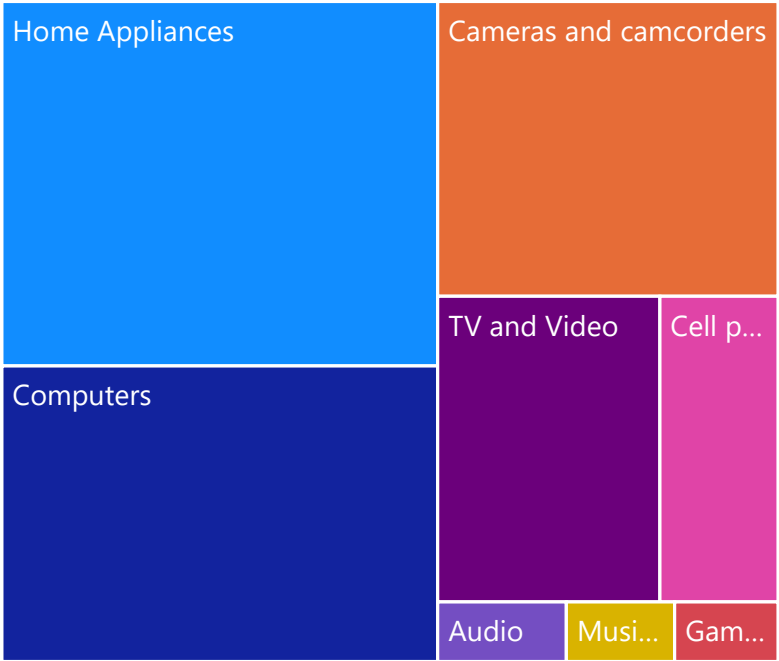 Home Appliances
Cameras and camcorders
Computers
TV and Video
Cell p...
Audio
Musi...
Gam...